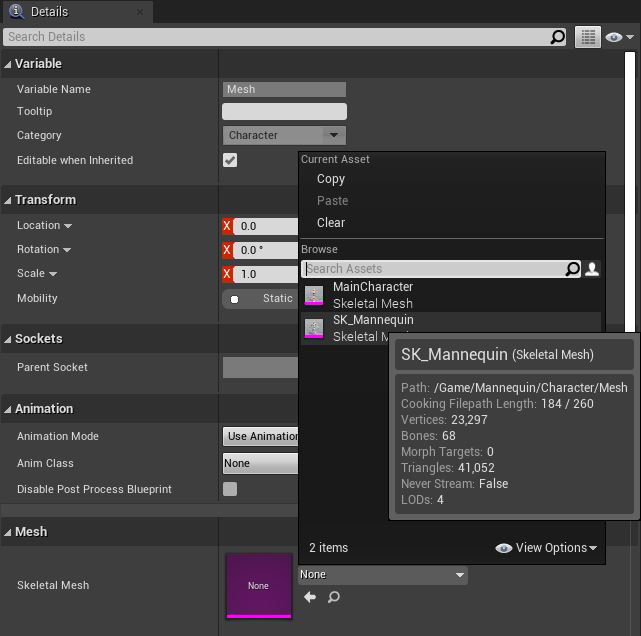 Details
Search Details
Variable
Variable Name Mesh
Tooltip
Category Character
Editable when Inherited
Transform
Location X 0.0
Rotation X 0.0 °
Scale X 1.0
Mobility Static
Sockets
Parent Socket
Animation
Animation Mode Use Animation
Anim Class None
Disable Post Process Blueprint
Mesh
Skeletal Mesh None None
Current Asset
Copy
Paste
Clear
Browse
Search Assets
MainCharacter
Skeletal Mesh
SK_Mannequin
Skeletal Me
2 items View Options
SK_Mannequin (Skeletal Mesh)
Path: /Game/Mannequin/Character/Mesh
Cooking Filepath Length: 184 / 260
Vertices: 23,297
Bones: 68
Morph Targets: 0
Triangles: 41,052
Never Stream: False
LODs: 4